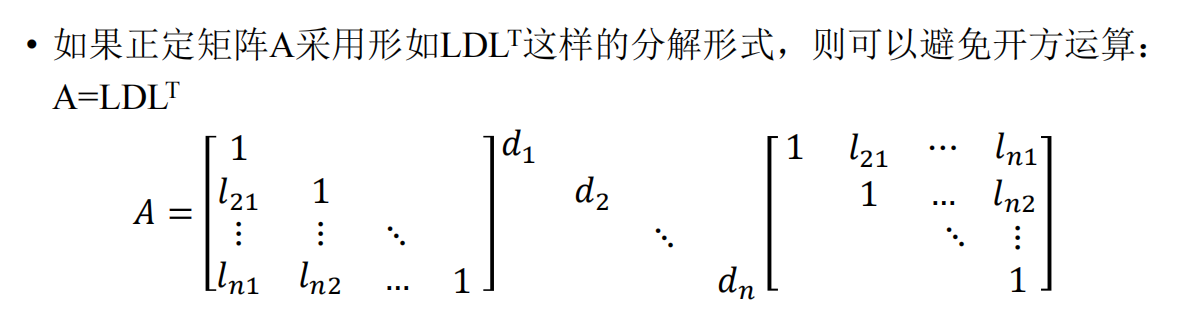 • 如果正定矩阵A采用形如LDLᵀ这样的分解形式，则可以避免开方运算：
A=LDLᵀ
1 d₁ 1 l₂₁ ⋯ lₙ₁
l₂₁ 1 d₂ 1 … lₙ₂
A = ⋮ ⋮ ⋱ ⋱ ⋱ ⋮
lₙ₁ lₙ₂ … 1 dₙ 1